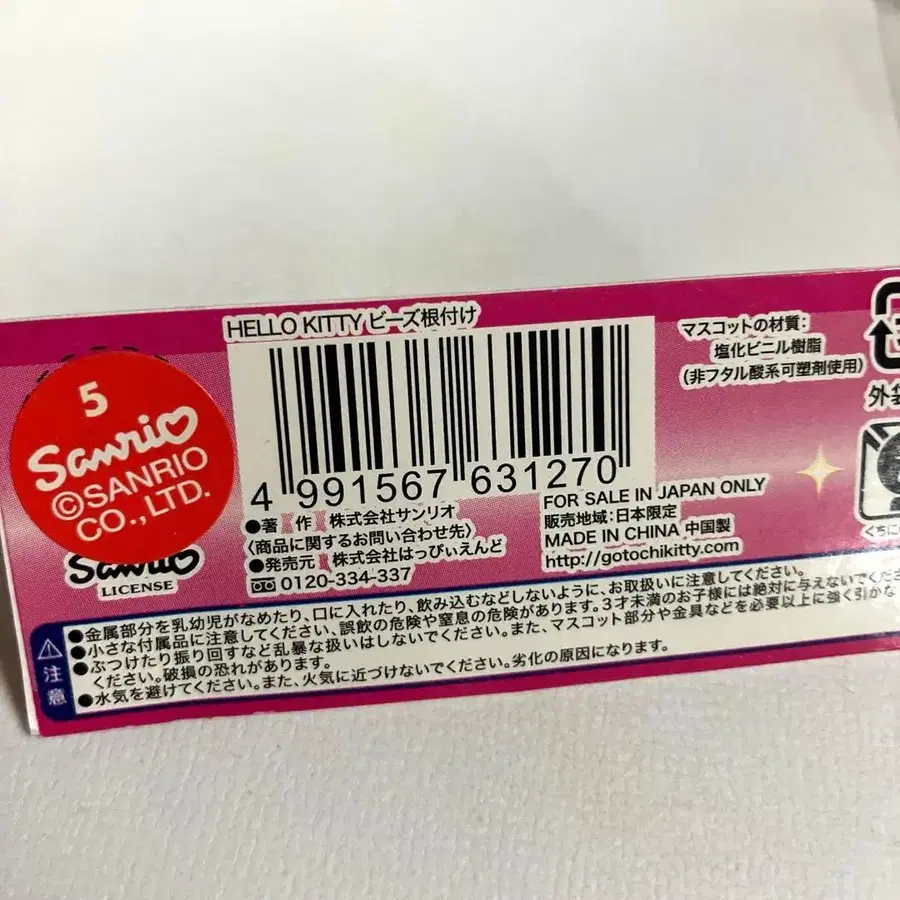 HELLO KITTY ビーズ根付け
5
Sanrio
©SANRIO
CO., LTD.
Sanrio
LICENSE
4 991567 631270
●著 作 株式会社サンリオ
〈商品に関するお問い合わせ先〉
●発売元 株式会社はっぴぃえんど
0120-334-337
マスコットの材質:
塩化ビニル樹脂
(非フタル酸系可塑剤使用)
FOR SALE IN JAPAN ONLY
販売地域:日本限定
MADE IN CHINA 中国製
http://gotochikitty.com
外袋
くちに
注意
●金属部分を乳幼児がなめたり、口に入れたり、飲み込むなどしないように、お取扱いに注意してください。
●小さな付属品に注意してください、誤飲の危険や窒息の危険があります。3才未満のお子様には絶対に与えないでくださ
●ぶつけたり振り回すなど乱暴な扱いはしないでください。また、マスコット部分や金具などを必要以上に強く引かな
ください。破損の恐れがあります。
●水気を避けてください。また、火気に近づけないでください。劣化の原因になります。